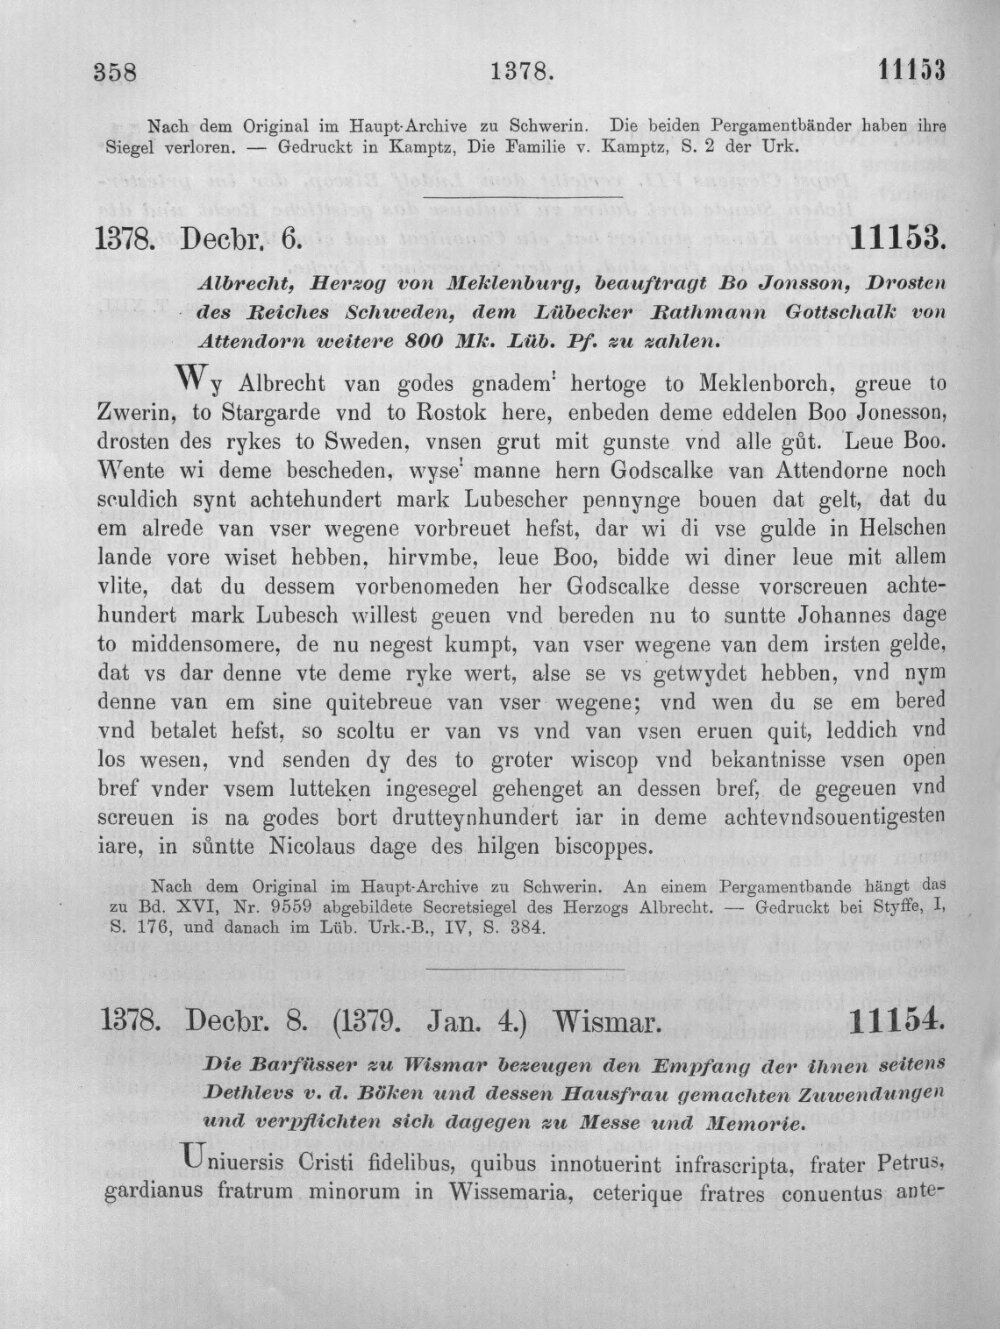 358 1378. 11153
Nach dem Original im Haupt-Archive zu Schwerin. Die beiden Pergamentbänder haben ihre
Siegel verloren. — Gedruckt in Kamptz, Die Familie v. Kamptz, S. 2 der Urk.
1378. Decbr. 6. 11153.
Albrecht, Herzog von Meklenburg, beauftragt Bo Jonsson, Drosten
des Reiches Schweden, dem Lübecker Rathmann Gottschalk von
Attendorn weitere 800 Mk. Lüb. Pf. zu zahlen.
Wy Albrecht van godes gnadem' hertoge to Meklenborch, greue to
Zwerin, to Stargarde vnd to Rostok here, enbeden deme eddelen Boo Jonesson,
drosten des rykes to Sweden, vnsen grut mit gunste vnd alle gůt. Leue Boo.
Wente wi deme bescheden, wyse' manne hern Godscalke van Attendorne noch
sculdich synt achtehundert mark Lubescher pennynge bouen dat gelt, dat du
em alrede van vser wegene vorbreuet hefst, dar wi di vse gulde in Helschen
lande vore wiset hebben, hirvmbe, leue Boo, bidde wi diner leue mit allem
vlite, dat du dessem vorbenomeden her Godscalke desse vorscreuen achte-
hundert mark Lubesch willest geuen vnd bereden nu to suntte Johannes dage
to middensomere, de nu negest kumpt, van vser wegene van dem irsten gelde,
dat vs dar denne vte deme ryke wert, alse se vs getwydet hebben, vnd nym
denne van em sine quitebreue van vser wegene; vnd wen du se em bered
vnd betalet hefst, so scoltu er van vs vnd van vsen eruen quit, leddich vnd
los wesen, vnd senden dy des to groter wiscop vnd bekantnisse vsen open
bref vnder vsem lutteken ingesegel gehenget an dessen bref, de gegeuen vnd
screuen is na godes bort drutteynhundert iar in deme achtevndsouentigesten
iare, in sůntte Nicolaus dage des hilgen biscoppes.
Nach dem Original im Haupt-Archive zu Schwerin. An einem Pergamentbande hängt das
zu Bd. XVI, Nr. 9559 abgebildete Secretsiegel des Herzogs Albrecht. — Gedruckt bei Styffe, I,
S. 176, und danach im Lüb. Urk.-B., IV, S. 384.
1378. Decbr. 8. (1379. Jan. 4.) Wismar. 11154.
Die Barfüsser zu Wismar bezeugen den Empfang der ihnen seitens
Dethlevs v. d. Böken und dessen Hausfrau gemachten Zuwendungen
und verpflichten sich dagegen zu Messe und Memorie.
Uniuersis Cristi fidelibus, quibus innotuerint infrascripta, frater Petrus,
gardianus fratrum minorum in Wissemaria, ceterique fratres conuentus ante-